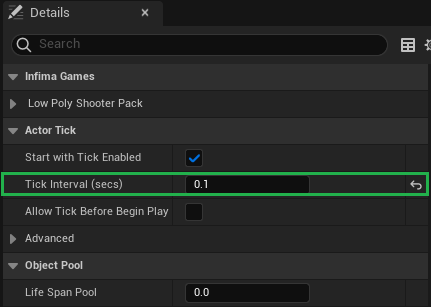 Details
Search
Infima Games
Low Poly Shooter Pack
Actor Tick
Start with Tick Enabled
Tick Interval (secs) 0.1
Allow Tick Before Begin Play
Advanced
Object Pool
Life Span Pool 0.0